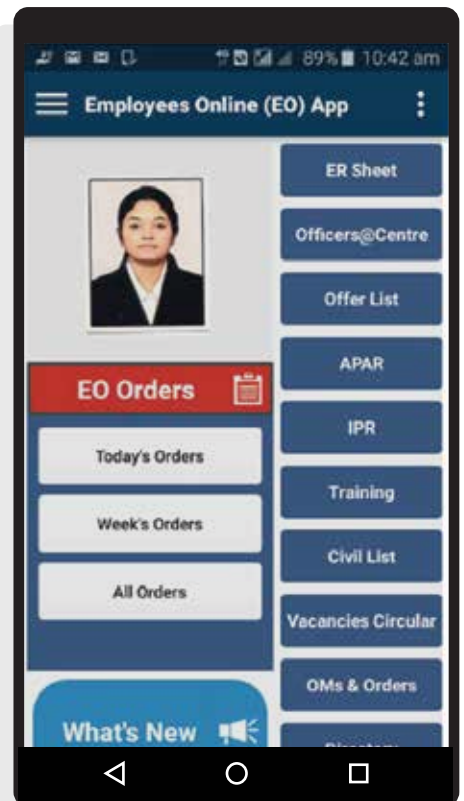 89% 10:42 am
Employees Online (EO) App
EO Orders
Today's Orders
Week's Orders
All Orders
What's New
ER Sheet
Officers@Centre
Offer List
APAR
IPR
Training
Civil List
Vacancies Circular
OMs & Orders